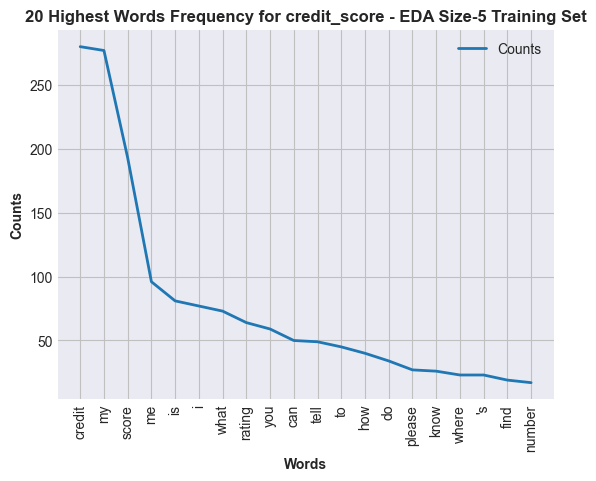 20 Highest Words Frequency for credit_score - EDA Size-5 Training Set
Counts
250
200
150
100
50
Counts
credit
my
score
me
is
i
what
rating
you
can
tell
to
how
do
please
know
where
's
find
number
Words